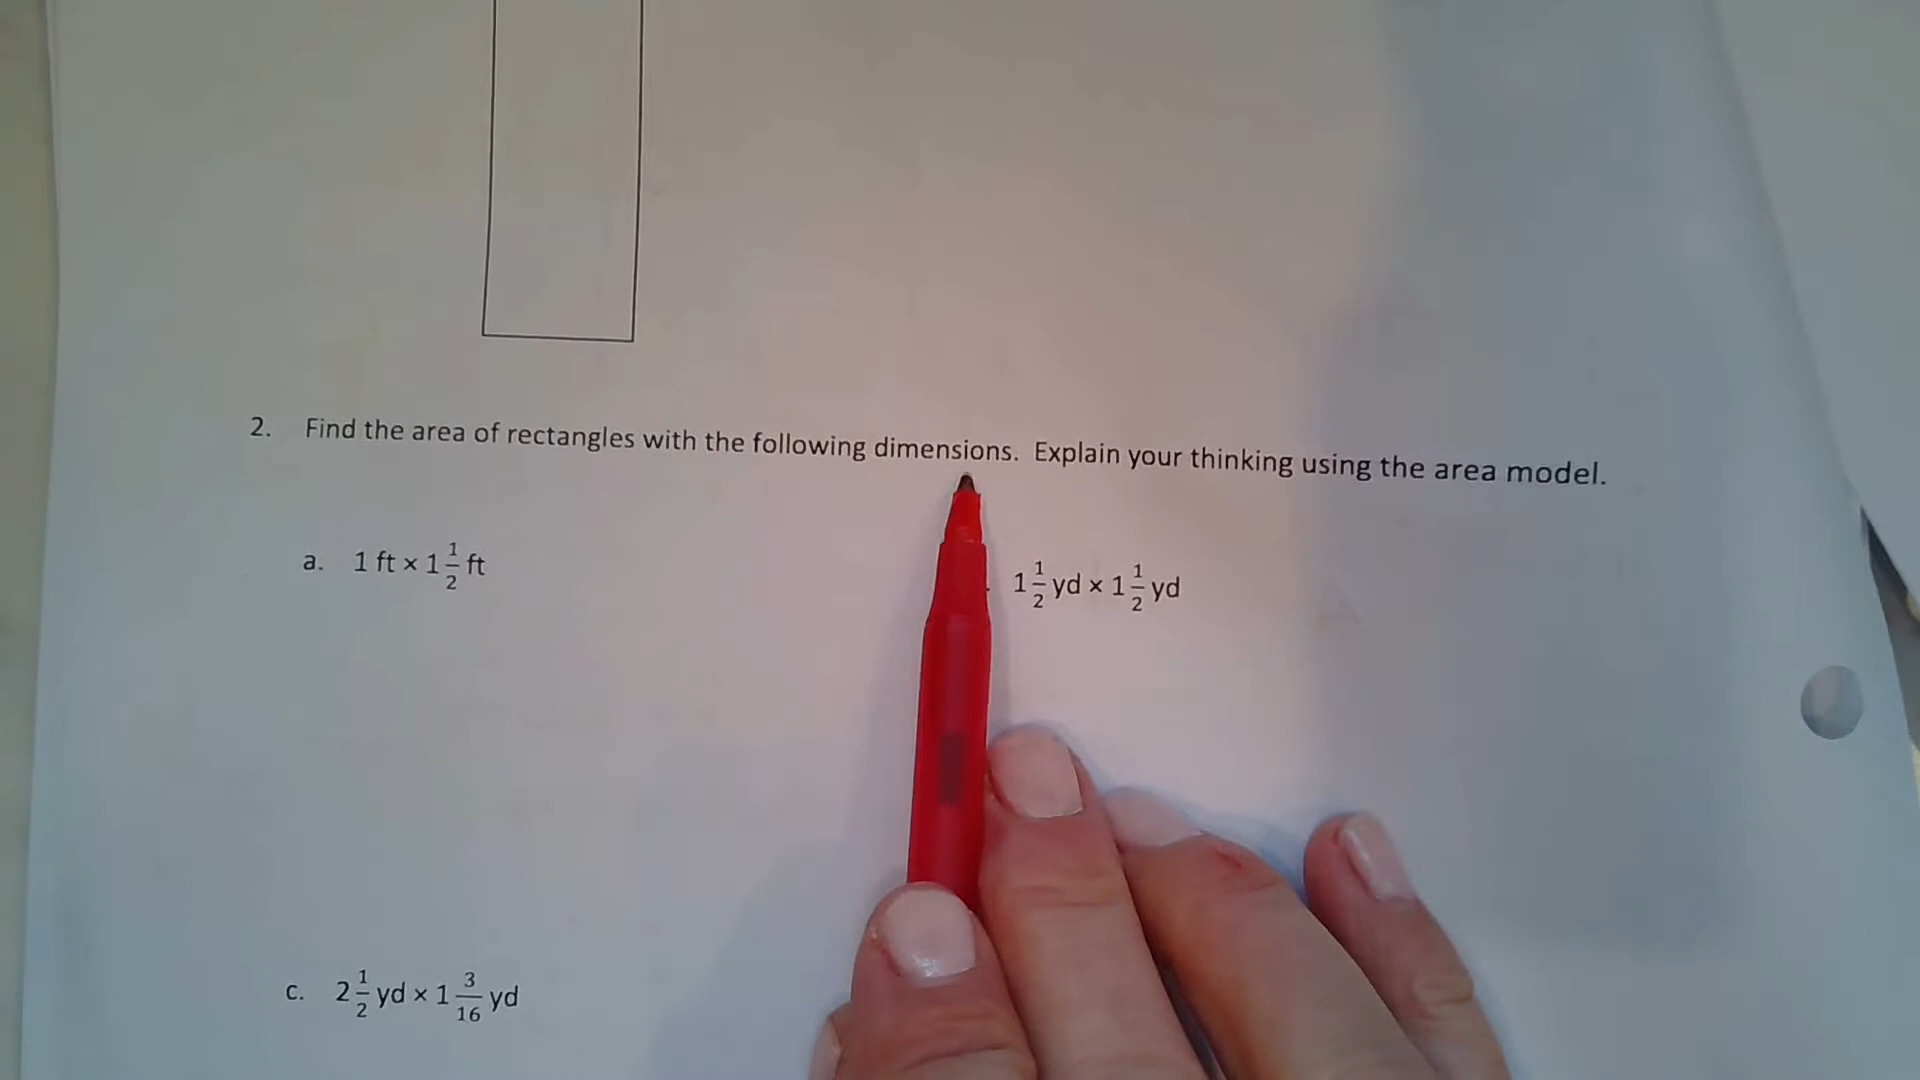 2. Find the area of rectangles with the following dimensions. Explain your thinking using the area model.
a. 1 ft × 1 1/2 ft
1 1/2 yd × 1 1/2 yd
c. 2 1/2 yd × 1 3/16 yd